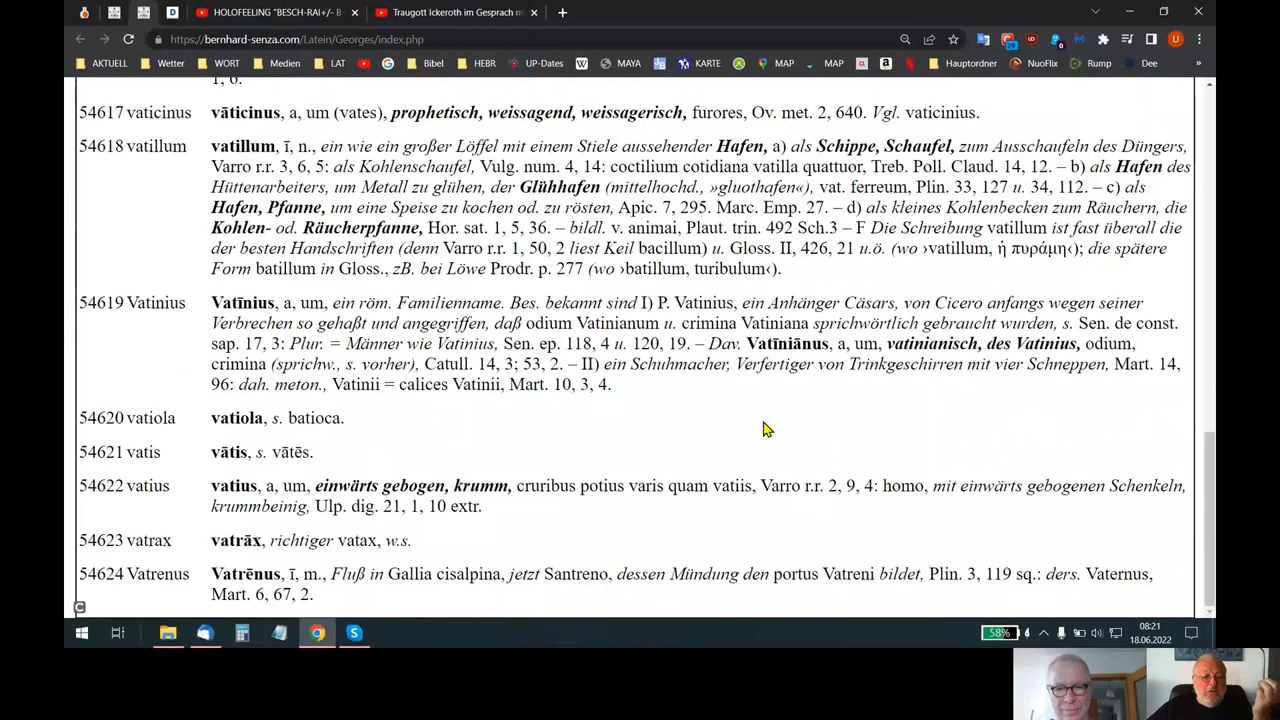 HOLOFEELING "BESCH-RAI+/- B
Traugott Ickeroth im Gespräch m
https://bernhard-senza.com/Latein/Georges/index.php
AKTUELL Wetter WORT Medien LAT Bibel HEBR UP-Dates MAYA KARTE MAP MAP Hauptordner NuoFlix Rump Dee
1, 6.
54617 vaticinus vāticinus, a, um (vates), prophetisch, weissagend, weissagerisch, furores, Ov. met. 2, 640. Vgl. vaticinius.
54618 vatillum vatillum, ī, n., ein wie ein großer Löffel mit einem Stiele aussehender Hafen, a) als Schippe, Schaufel, zum Ausschaufeln des Düngers,
Varro r.r. 3, 6, 5: als Kohlenschaufel, Vulg. num. 4, 14: coctilium cotidiana vatilla quattuor, Treb. Poll. Claud. 14, 12. – b) als Hafen des
Hüttenarbeiters, um Metall zu glühen, der Glühhafen (mittelhochd., »gluothafen«), vat. ferreum, Plin. 33, 127 u. 34, 112. – c) als
Hafen, Pfanne, um eine Speise zu kochen od. zu rösten, Apic. 7, 295. Marc. Emp. 27. – d) als kleines Kohlenbecken zum Räuchern, die
Kohlen- od. Räucherpfanne, Hor. sat. 1, 5, 36. – bildl. v. animai, Plaut. trin. 492 Sch.3 – F Die Schreibung vatillum ist fast überall die
der besten Handschriften (denn Varro r.r. 1, 50, 2 liest Keil bacillum) u. Gloss. II, 426, 21 u.ö. (wo ›vatillum, ἡ πυράμη‹); die spätere
Form batillum in Gloss., zB. bei Löwe Prodr. p. 277 (wo ›batillum, turibulum‹).
54619 Vatinius Vatīnius, a, um, ein röm. Familienname. Bes. bekannt sind I) P. Vatinius, ein Anhänger Cäsars, von Cicero anfangs wegen seiner
Verbrechen so gehaßt und angegriffen, daß odium Vatinianum u. crimina Vatiniana sprichwörtlich gebraucht wurden, s. Sen. de const.
sap. 17, 3: Plur. = Männer wie Vatinius, Sen. ep. 118, 4 u. 120, 19. – Dav. Vatīniānus, a, um, vatinianisch, des Vatinius, odium,
crimina (sprichw., s. vorher), Catull. 14, 3; 53, 2. – II) ein Schuhmacher, Verfertiger von Trinkgeschirren mit vier Schneppen, Mart. 14,
96: dah. meton., Vatinii = calices Vatinii, Mart. 10, 3, 4.
54620 vatiola vatiola, s. batioca.
54621 vatis vātis, s. vātēs.
54622 vatius vatius, a, um, einwärts gebogen, krumm, cruribus potius varis quam vatiis, Varro r.r. 2, 9, 4: homo, mit einwärts gebogenen Schenkeln,
krummbeinig, Ulp. dig. 21, 1, 10 extr.
54623 vatrax vatrāx, richtiger vatax, w.s.
54624 Vatrenus Vatrēnus, ī, m., Fluß in Gallia cisalpina, jetzt Santreno, dessen Mündung den portus Vatreni bildet, Plin. 3, 119 sq.: ders. Vaternus,
Mart. 6, 67, 2.
58%
08:21
18.06.2022